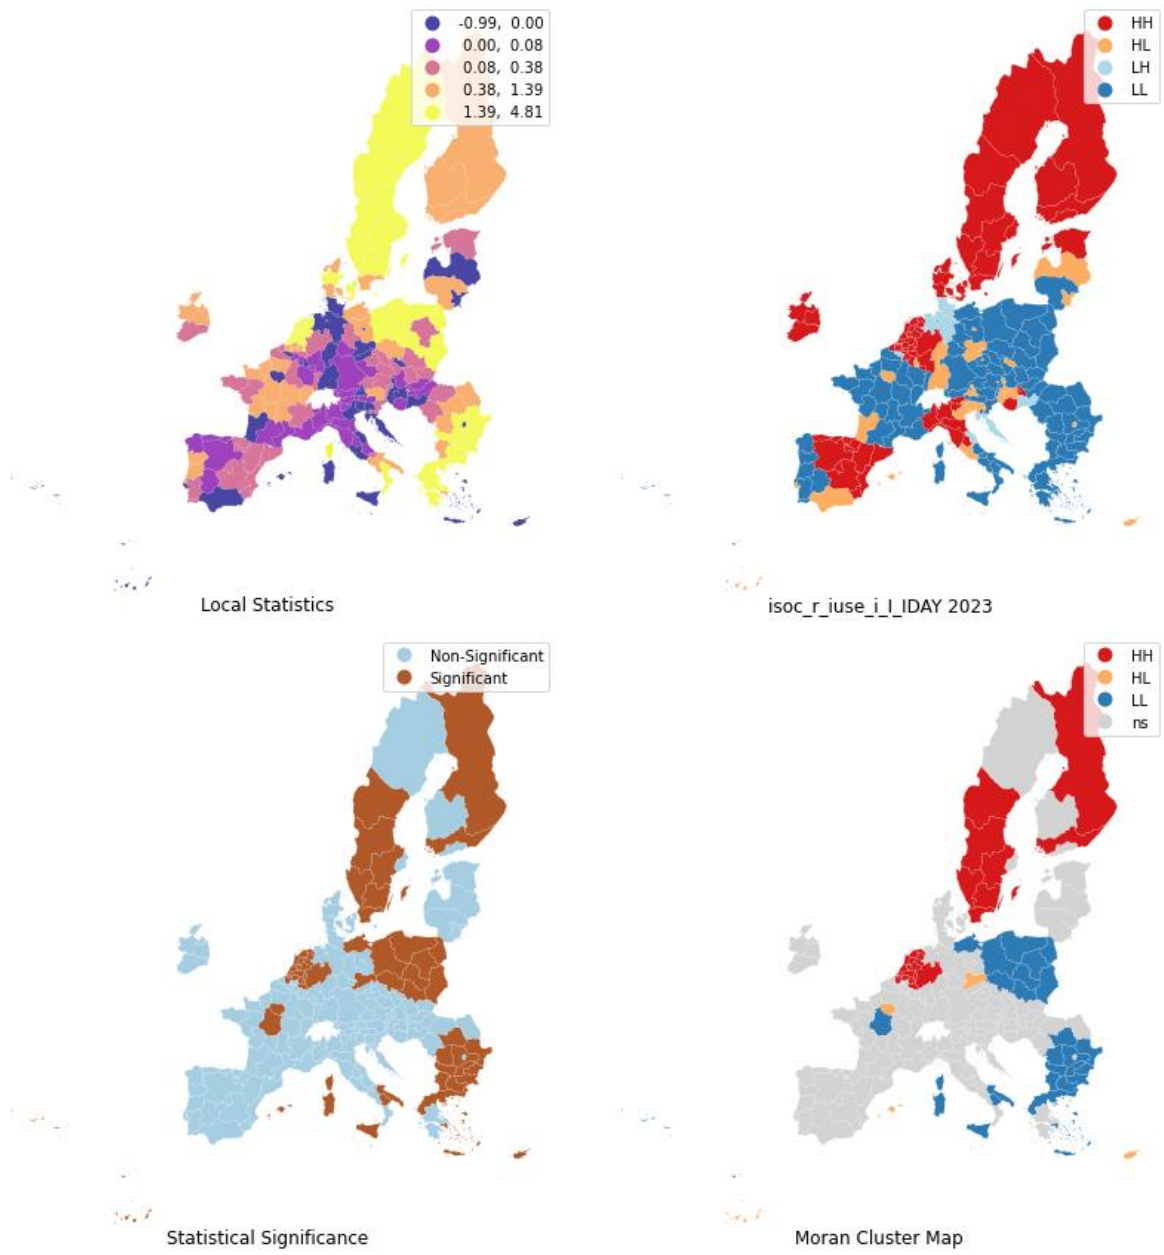 -0.99, 0.00
0.00, 0.08
0.08, 0.38
0.38, 1.39
1.39, 4.81
Local Statistics
HH
HL
LH
LL
isoc_r_iuse_i_I_IDAY 2023
Non-Significant
Significant
Statistical Significance
HH
HL
LL
ns
Moran Cluster Map